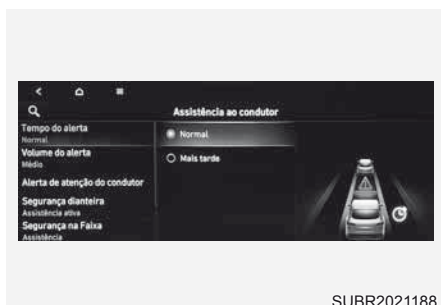 Assistência ao condutor
Tempo do alerta
Normal
Volume do alerta
Médio
Alerta de atenção do condutor
Segurança dianteira
Assistência ativa
Segurança na Faixa
Assistência
Normal
Mais tarde
SUBR2021188